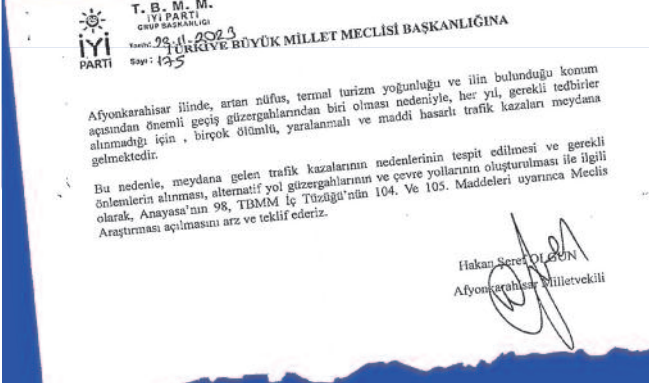 T. B. M. M.
İYİ PARTİ
GRUP BAŞKANLIĞI
İYİ
PARTİ
Tarih: 28.11.2023
Sayı: 175
TÜRKİYE BÜYÜK MİLLET MECLİSİ BAŞKANLIĞINA
Afyonkarahisar ilinde, artan nüfus, termal turizm yoğunluğu ve ilin bulunduğu konum
açısından önemli geçiş güzergahlarından biri olması nedeniyle, her yıl, gerekli tedbirler
alınmadığı için , birçok ölümlü, yaralanmalı ve maddi hasarlı trafik kazaları meydana
gelmektedir.
Bu nedenle, meydana gelen trafik kazalarının nedenlerinin tespit edilmesi ve gerekli
önlemlerin alınması, alternatif yol güzergahlarının ve çevre yollarının oluşturulması ile ilgili
olarak, Anayasa'nın 98, TBMM İç Tüzüğü'nün 104. Ve 105. Maddeleri uyarınca Meclis
Araştırması açılmasını arz ve teklif ederiz.
Hakan Şeref OLGUN
Afyonkarahisar Milletvekili